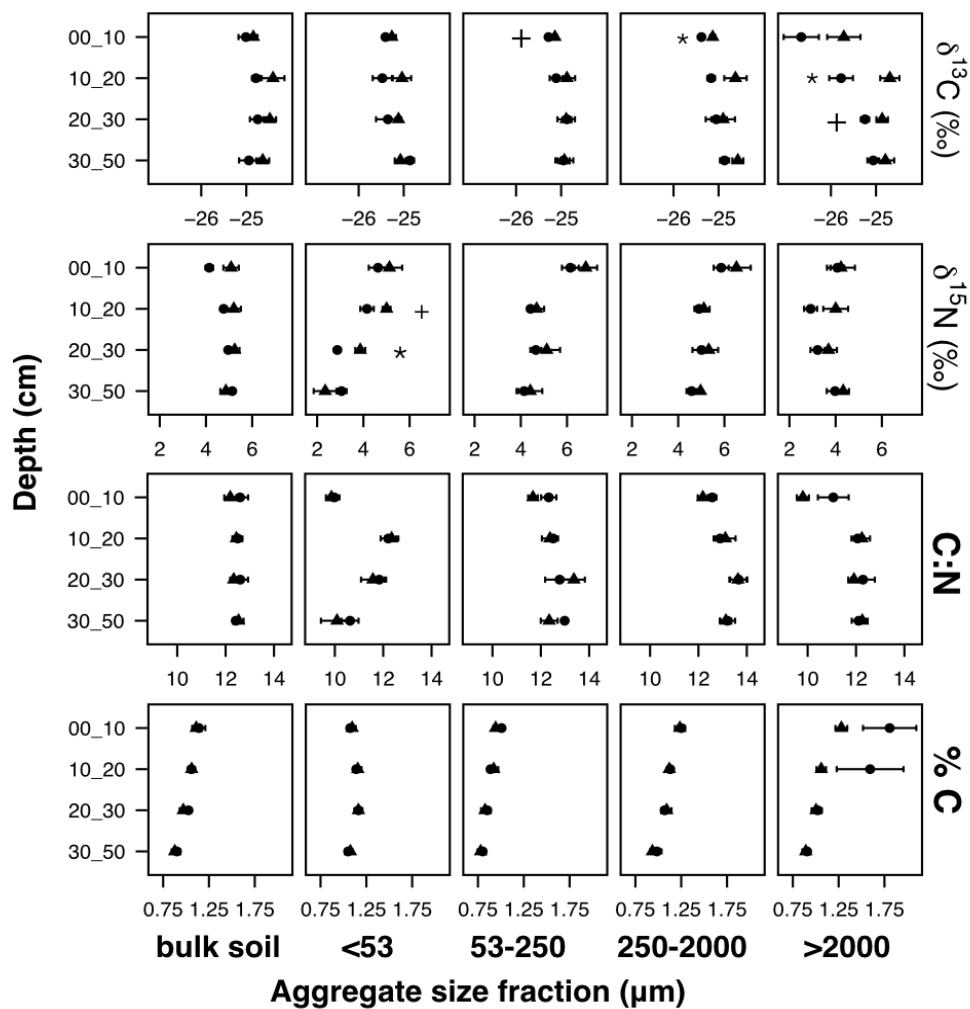 00_10
+
*
10_20
*
20_30
+
30_50
δ¹³C (‰)
−26 −25 −26 −25 −26 −25 −26 −25 −26 −25
00_10
10_20
+
20_30
*
30_50
δ¹⁵N (‰)
2 4 6 2 4 6 2 4 6 2 4 6 2 4 6
Depth (cm)
00_10
10_20
20_30
30_50
C:N
10 12 14 10 12 14 10 12 14 10 12 14 10 12 14
00_10
10_20
20_30
30_50
% C
0.75 1.25 1.75 0.75 1.25 1.75 0.75 1.25 1.75 0.75 1.25 1.75 0.75 1.25 1.75
bulk soil <53 53-250 250-2000 >2000
Aggregate size fraction (μm)